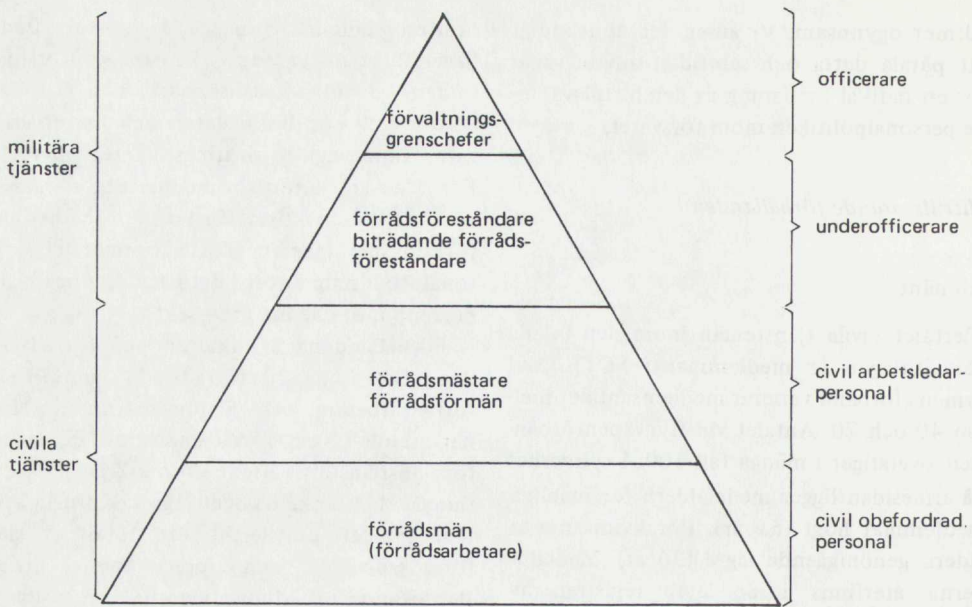 militära
tjänster
civila
tjänster
förvaltnings-
grenschefer
förrådsföreståndare
biträdande förråds-
föreståndare
förrådsmästare
förrådsförmän
förrådsmän
(förrådsarbetare)
officerare
underofficerare
civil arbetsledar-
personal
civil obefordrad.
personal